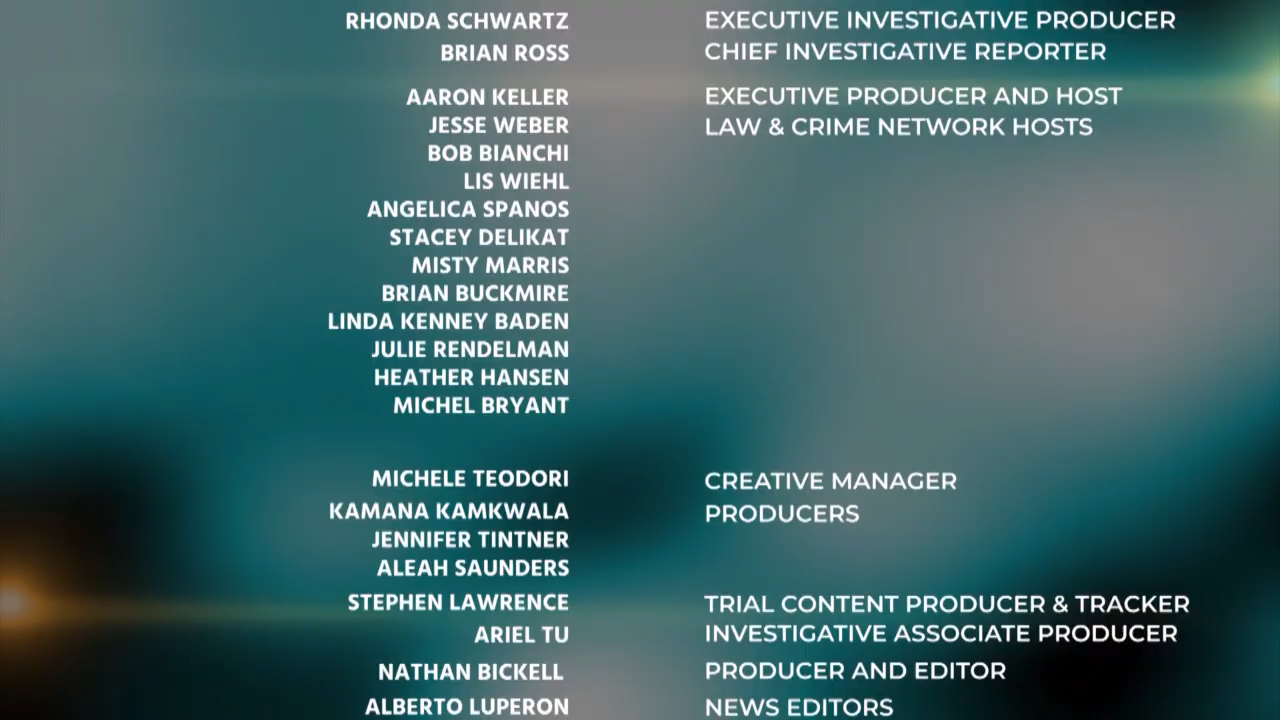 RHONDA SCHWARTZ EXECUTIVE INVESTIGATIVE PRODUCER
BRIAN ROSS CHIEF INVESTIGATIVE REPORTER
AARON KELLER EXECUTIVE PRODUCER AND HOST
JESSE WEBER LAW & CRIME NETWORK HOSTS
BOB BIANCHI
LIS WIEHL
ANGELICA SPANOS
STACEY DELIKAT
MISTY MARRIS
BRIAN BUCKMIRE
LINDA KENNEY BADEN
JULIE RENDELMAN
HEATHER HANSEN
MICHEL BRYANT
MICHELE TEODORI CREATIVE MANAGER
KAMANA KAMKWALA PRODUCERS
JENNIFER TINTNER
ALEAH SAUNDERS
STEPHEN LAWRENCE TRIAL CONTENT PRODUCER & TRACKER
ARIEL TU INVESTIGATIVE ASSOCIATE PRODUCER
NATHAN BICKELL PRODUCER AND EDITOR
ALBERTO LUPERON NEWS EDITORS